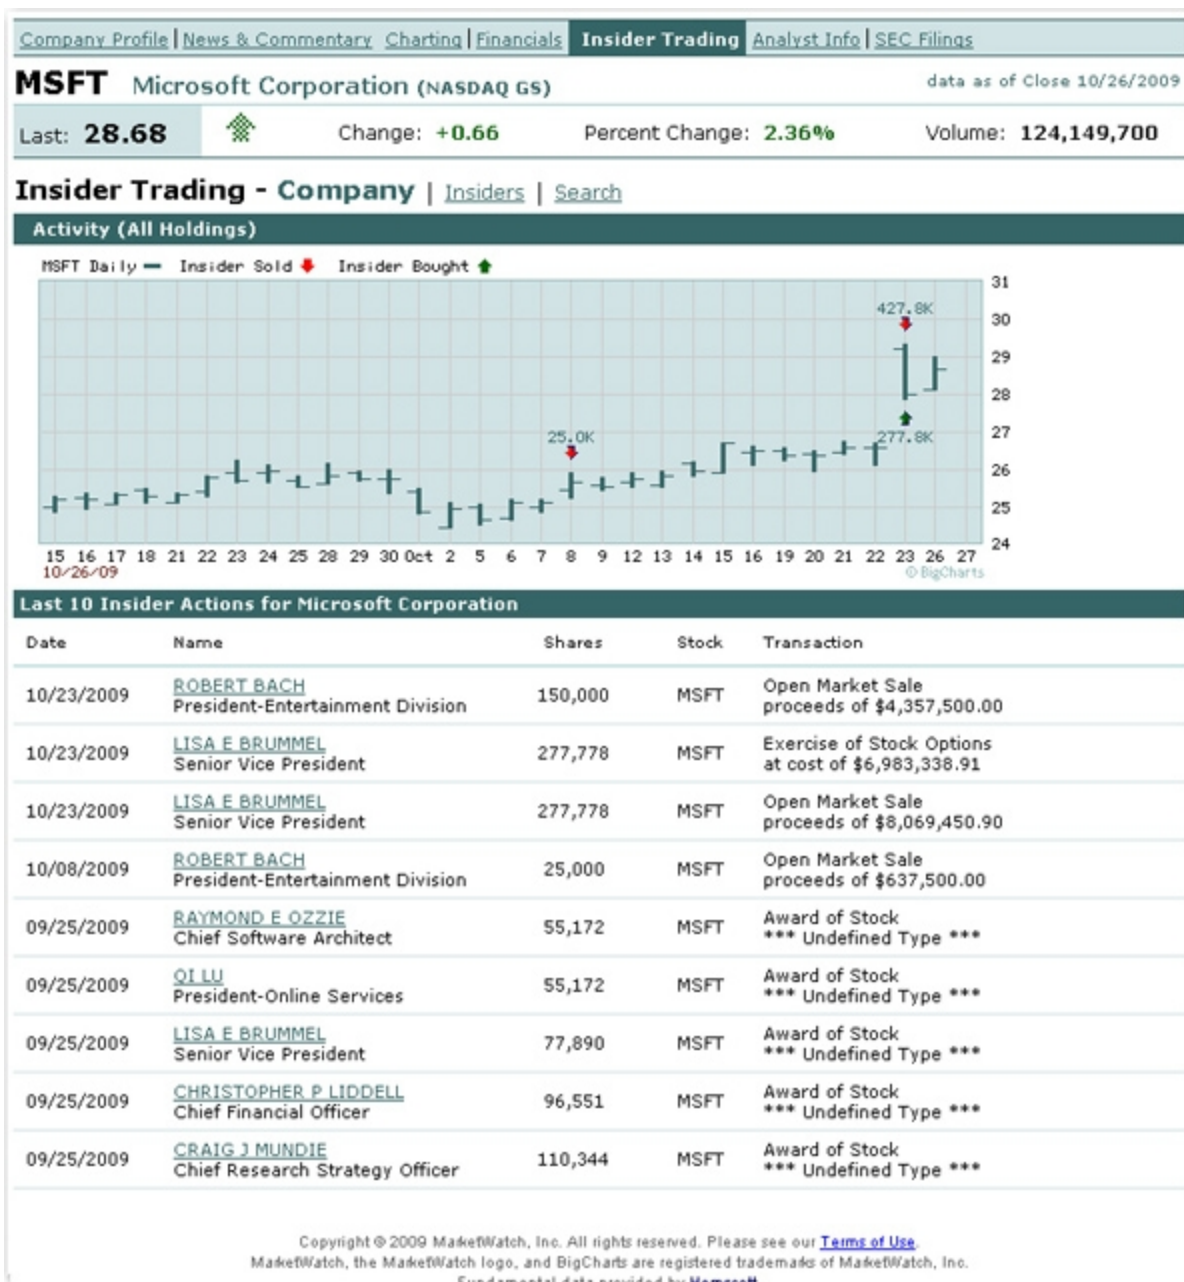 Company Profile | News & Commentary Charting | Financials Insider Trading Analyst Info | SEC Filings
MSFT Microsoft Corporation (NASDAQ GS) data as of Close 10/26/2009
Last: 28.68 Change: +0.66 Percent Change: 2.36% Volume: 124,149,700
Insider Trading - Company | Insiders | Search
Activity (All Holdings)
MSFT Daily Insider Sold Insider Bought
31
427.8K
30
29
28
27
25.0K 277.8K
26
25
24
15 16 17 18 21 22 23 24 25 28 29 30 Oct 2 5 6 7 8 9 12 13 14 15 16 19 20 21 22 23 26 27
10/26/09 © BigCharts
Last 10 Insider Actions for Microsoft Corporation
Date Name Shares Stock Transaction
10/23/2009 ROBERT BACH 150,000 MSFT Open Market Sale
President-Entertainment Division proceeds of $4,357,500.00
10/23/2009 LISA E BRUMMEL 277,778 MSFT Exercise of Stock Options
Senior Vice President at cost of $6,983,338.91
10/23/2009 LISA E BRUMMEL 277,778 MSFT Open Market Sale
Senior Vice President proceeds of $8,069,450.90
10/08/2009 ROBERT BACH 25,000 MSFT Open Market Sale
President-Entertainment Division proceeds of $637,500.00
09/25/2009 RAYMOND E OZZIE 55,172 MSFT Award of Stock
Chief Software Architect *** Undefined Type ***
09/25/2009 QI LU 55,172 MSFT Award of Stock
President-Online Services *** Undefined Type ***
09/25/2009 LISA E BRUMMEL 77,890 MSFT Award of Stock
Senior Vice President *** Undefined Type ***
09/25/2009 CHRISTOPHER P LIDDELL 96,551 MSFT Award of Stock
Chief Financial Officer *** Undefined Type ***
09/25/2009 CRAIG J MUNDIE 110,344 MSFT Award of Stock
Chief Research Strategy Officer *** Undefined Type ***
Copyright © 2009 MarketWatch, Inc. All rights reserved. Please see our Terms of Use.
MarketWatch, the MarketWatch logo, and BigCharts are registered trademarks of MarketWatch, Inc.
Fundamental data provided by